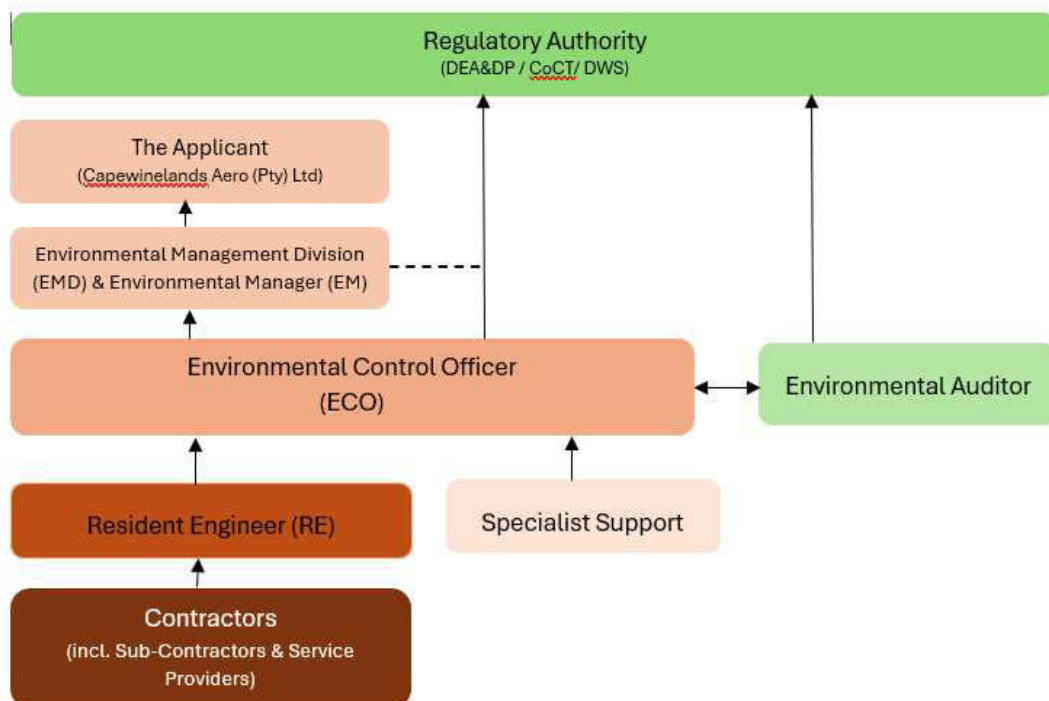 Regulatory Authority
(DEA&DP / CoCT/ DWS)
The Applicant
(Capewinelands Aero (Pty) Ltd)
Environmental Management Division
(EMD) & Environmental Manager (EM)
Environmental Control Officer
(ECO)
Environmental Auditor
Resident Engineer (RE)
Specialist Support
Contractors
(incl. Sub-Contractors & Service
Providers)